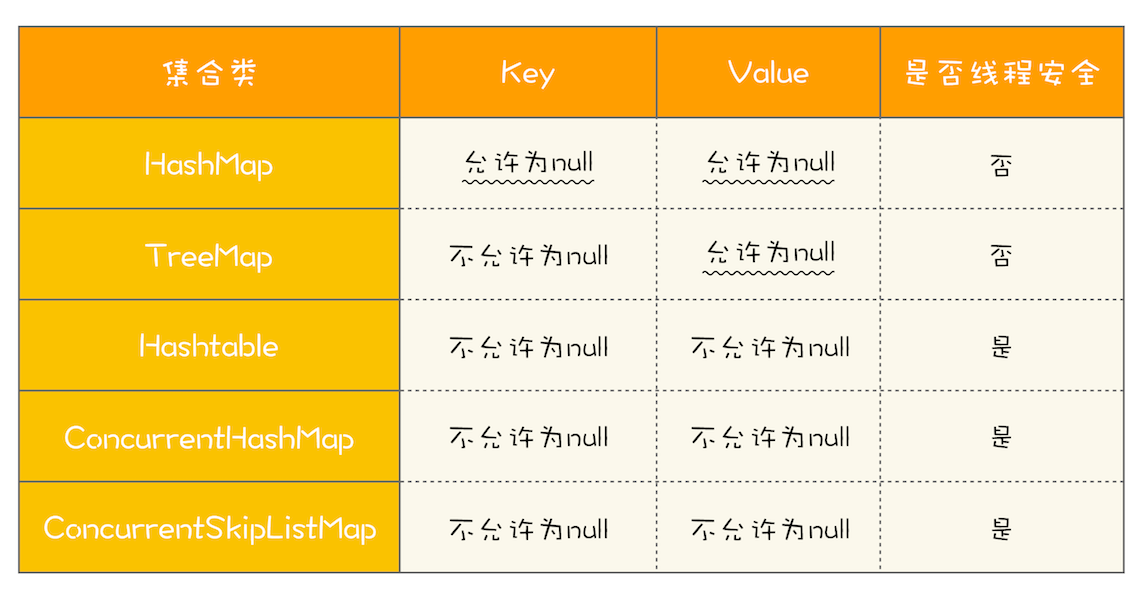 集合类 Key Value 是否线程安全
HashMap 允许为null 允许为null 否
TreeMap 不允许为null 允许为null 否
Hashtable 不允许为null 不允许为null 是
ConcurrentHashMap 不允许为null 不允许为null 是
ConcurrentSkipListMap 不允许为null 不允许为null 是